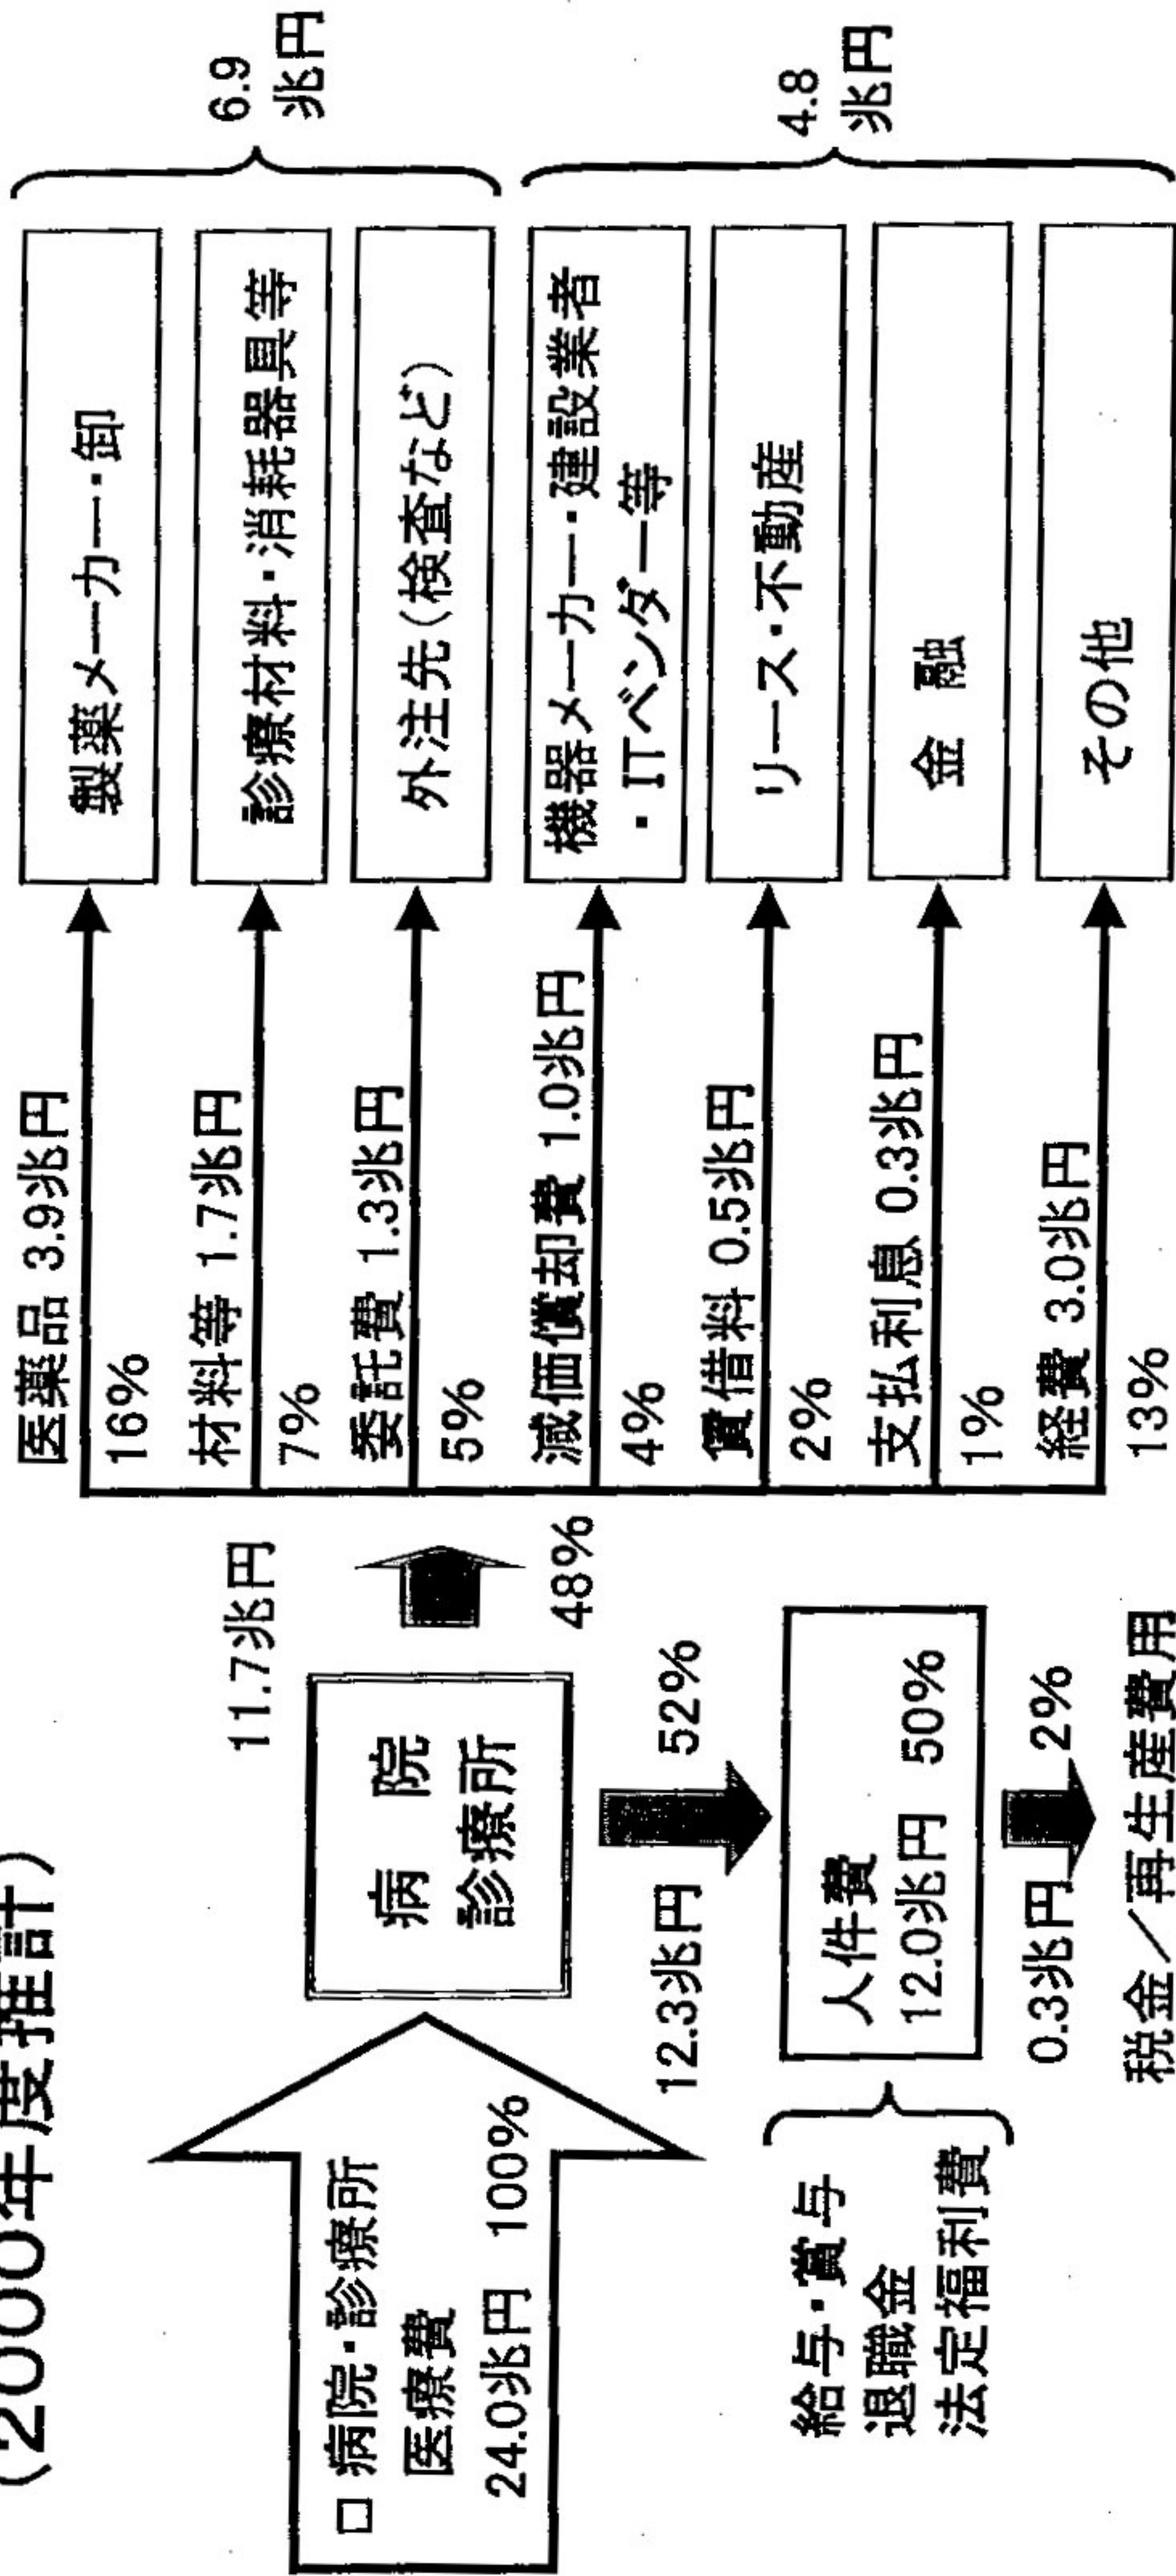 (2000年度推計)
□ 病院・診療所
医療費
24.0兆円 100%
病 院
診療所
11.7兆円
48%
医薬品 3.9兆円
16%
製薬メーカー・卸
材料等 1.7兆円
7%
診療材料・消耗器具等
委託費 1.3兆円
5%
外注先(検査など)
6.9
兆円
減価償却費 1.0兆円
4%
機器メーカー・建設業者
・ITベンダー等
賃借料 0.5兆円
2%
リース・不動産
支払利息 0.3兆円
1%
金 融
経費 3.0兆円
13%
その他
4.8
兆円
12.3兆円 52%
給与・賞与
退職金
法定福利費
人件費
12.0兆円 50%
0.3兆円 2%
税金/再生産費用